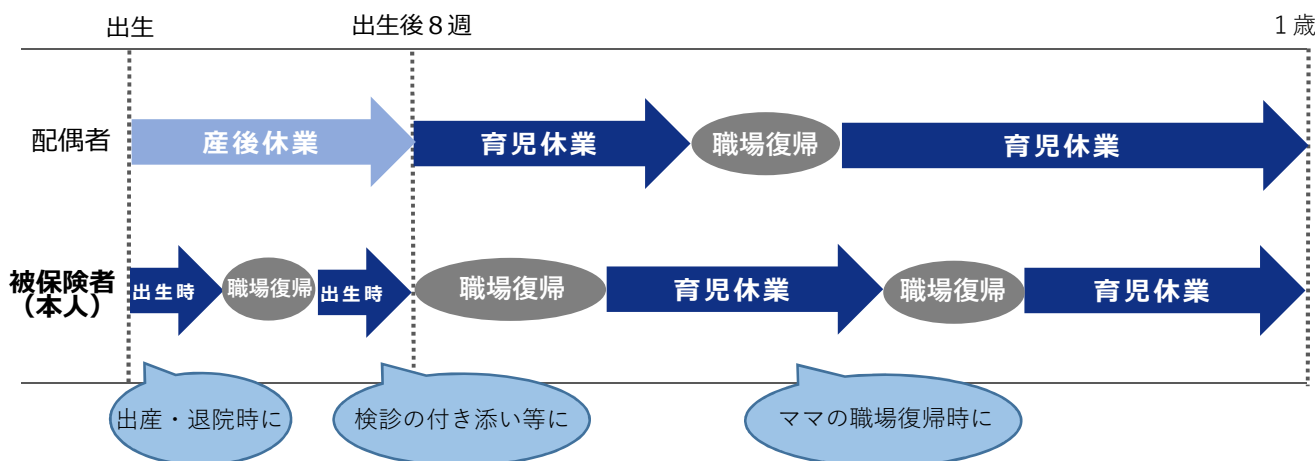 出生
出生後８週
１歳
配偶者
産後休業
育児休業
職場復帰
育児休業
被保険者
（本人）
出生時
職場復帰
出生時
職場復帰
育児休業
職場復帰
育児休業
出産・退院時に
検診の付き添い等に
ママの職場復帰時に